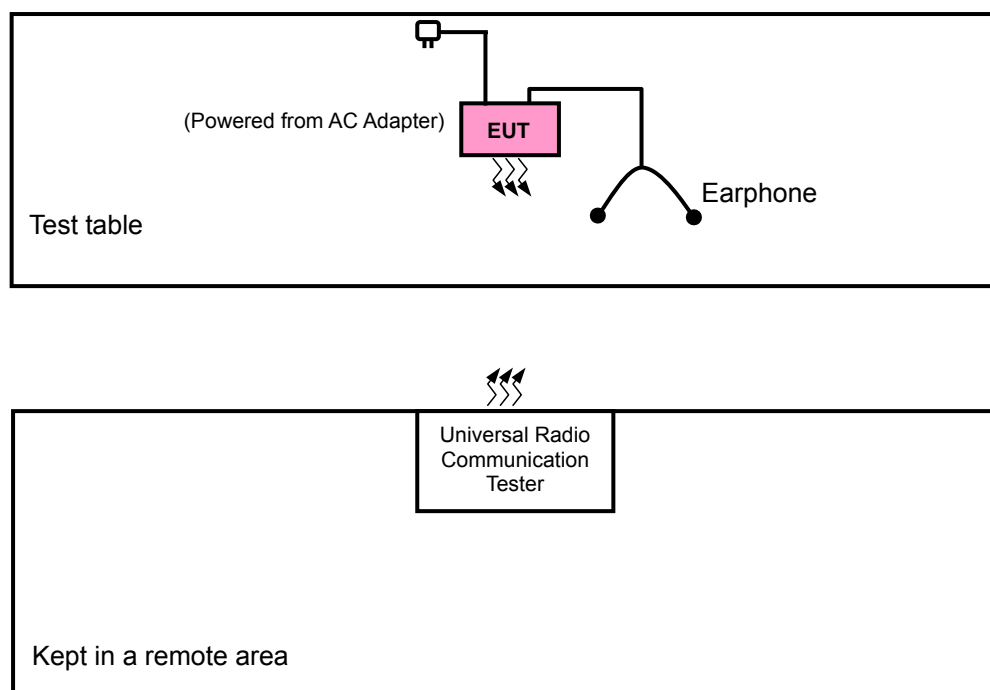 (Powered from AC Adapter)
EUT
Earphone
Test table
Universal Radio
Communication
Tester
Kept in a remote area